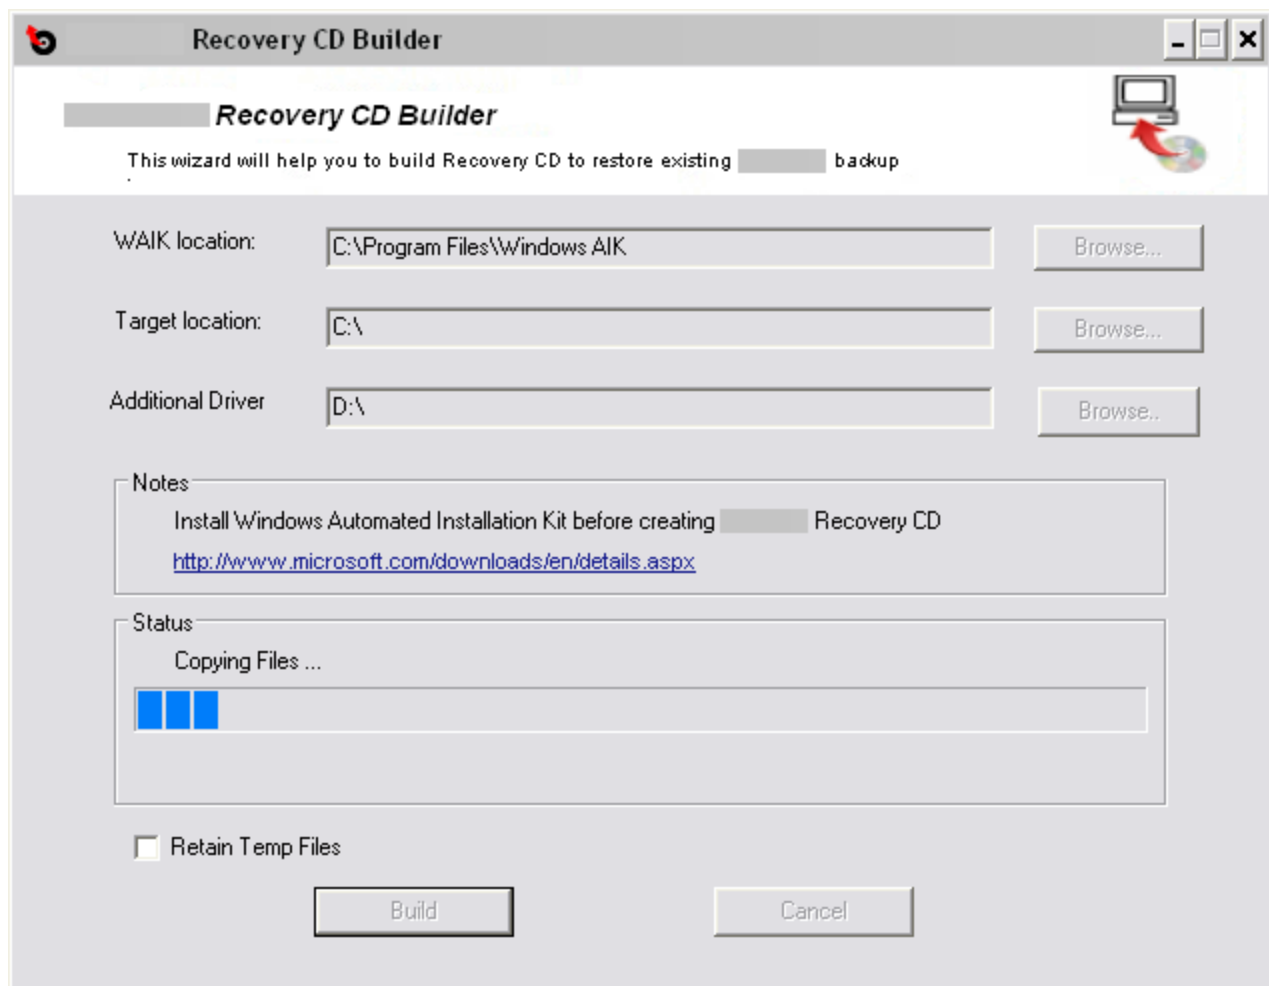 Recovery CD Builder
Recovery CD Builder
This wizard will help you to build Recovery CD to restore existing backup
.
WAIK location: C:\Program Files\Windows AIK Browse...
Target location: C:\ Browse...
Additional Driver D:\ Browse..
Notes
Install Windows Automated Installation Kit before creating Recovery CD
http://www.microsoft.com/downloads/en/details.aspx
Status
Copying Files ...
Retain Temp Files
Build Cancel